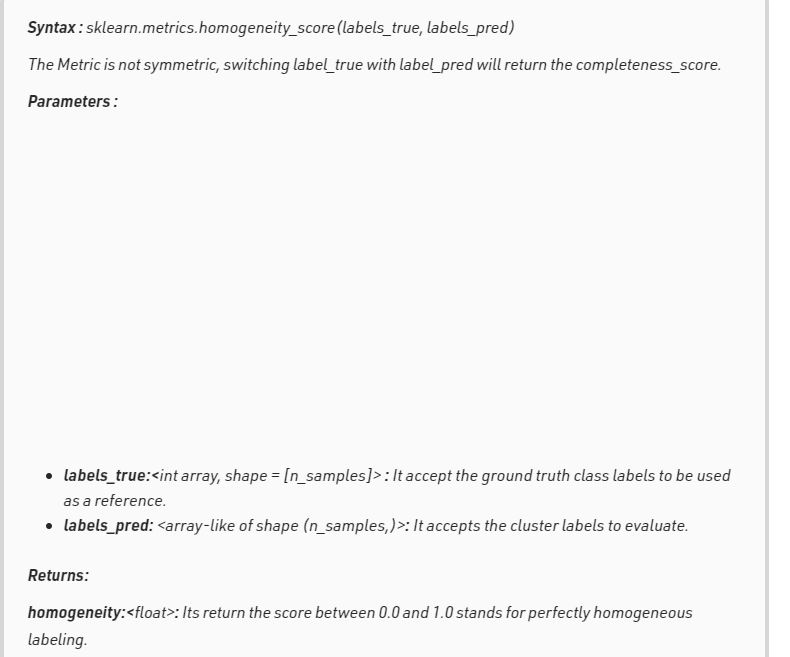 Syntax : sklearn.metrics.homogeneity_score(labels_true, labels_pred)
The Metric is not symmetric, switching label_true with label_pred will return the completeness_score.
Parameters :
• labels_true:<int array, shape = [n_samples]> : It accept the ground truth class labels to be used
as a reference.
• labels_pred: <array-like of shape (n_samples,)>: It accepts the cluster labels to evaluate.
Returns:
homogeneity:<float>: Its return the score between 0.0 and 1.0 stands for perfectly homogeneous
labeling.